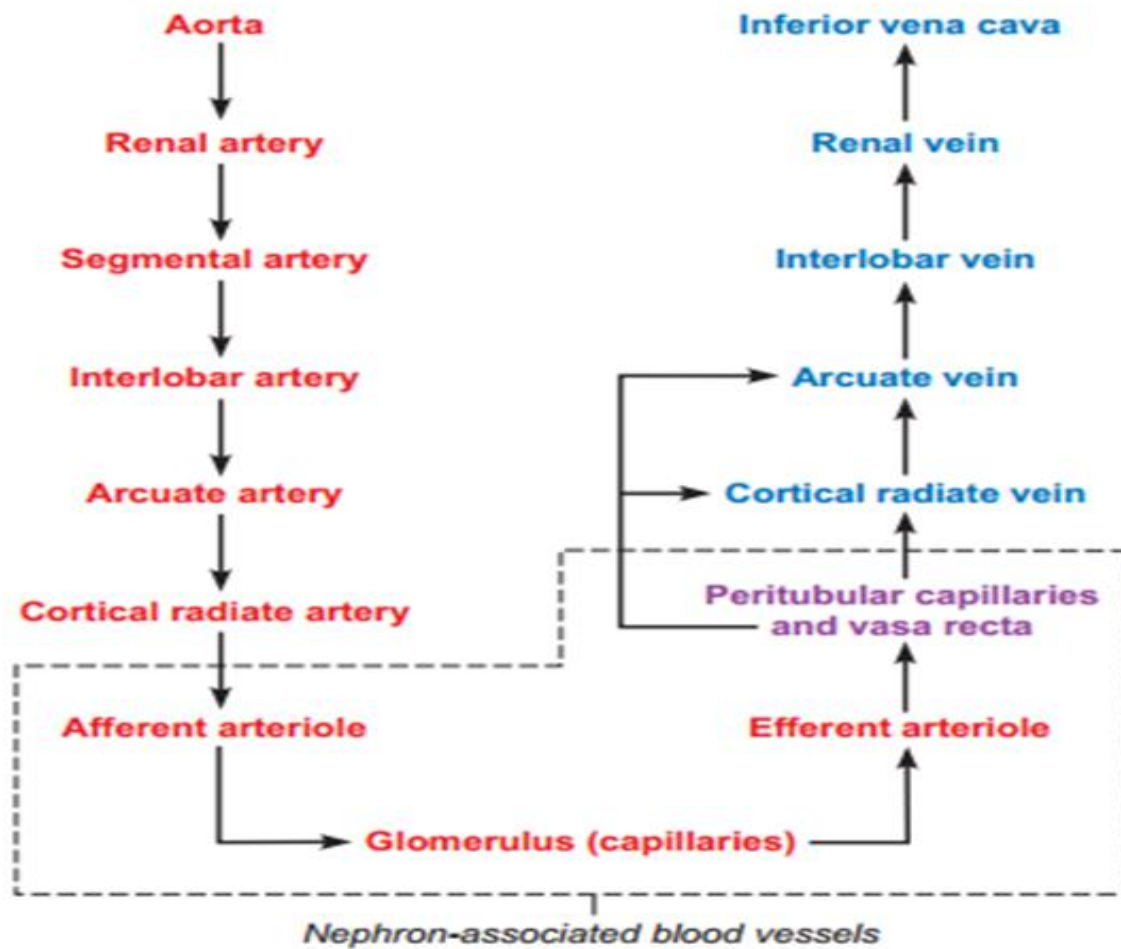 Aorta
Renal artery
Segmental artery
Interlobar artery
Arcuate artery
Cortical radiate artery
Afferent arteriole
Glomerulus (capillaries)
Efferent arteriole
Peritubular capillaries
and vasa recta
Cortical radiate vein
Arcuate vein
Interlobar vein
Renal vein
Inferior vena cava
Nephron-associated blood vessels